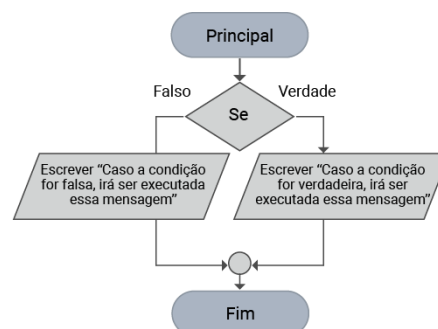 Principal
Falso
Verdade
Se
Escrever “Caso a condição
for falsa, irá ser executada
essa mensagem”
Escrever “Caso a condição
for verdadeira, irá ser
executada essa mensagem”
Fim